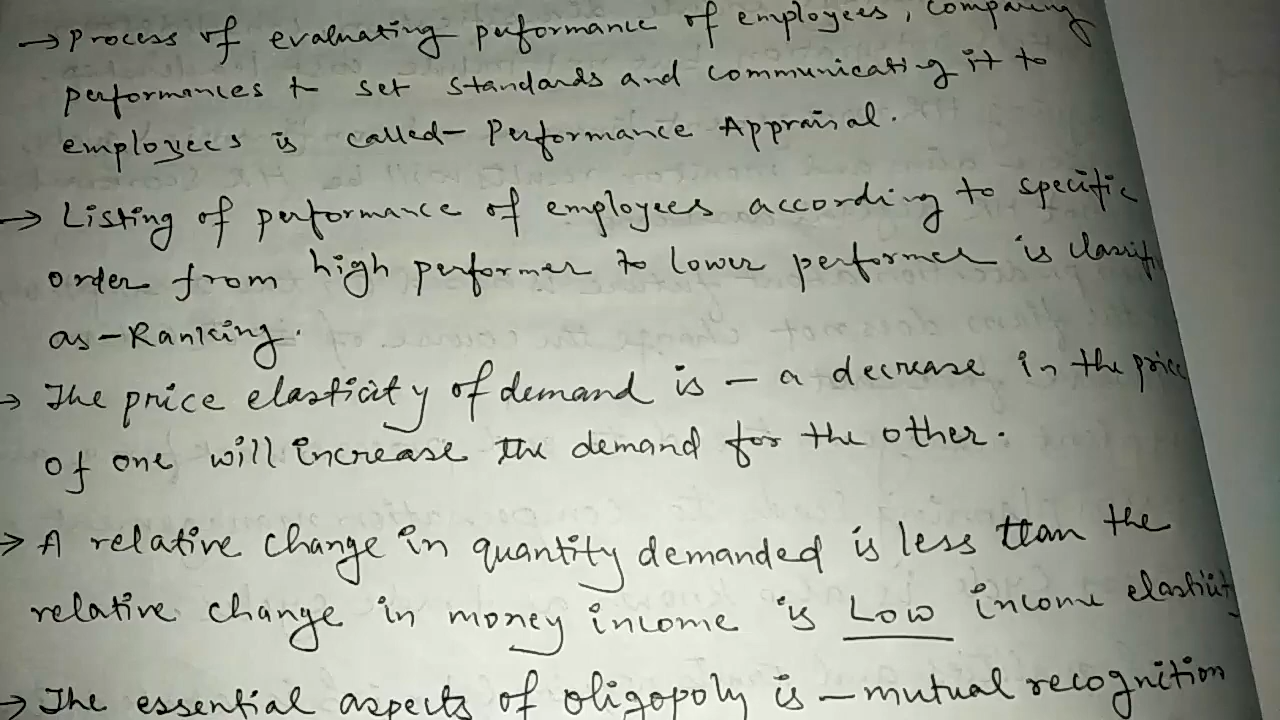 → Process of evaluating performance of employees, comparing
performances to set standards and communicating it to
employees is called- Performance Appraisal.
→ Listing of performance of employees according to specific
order from high performer to lower performer is classif
as - Ranking.
→ The price elasticity of demand is - a decrease in the price
of one will increase the demand for the other.
→ A relative change in quantity demanded is less than the
relative change in money income is Low income elasticity
→ The essential aspects of oligopoly is - mutual recognition